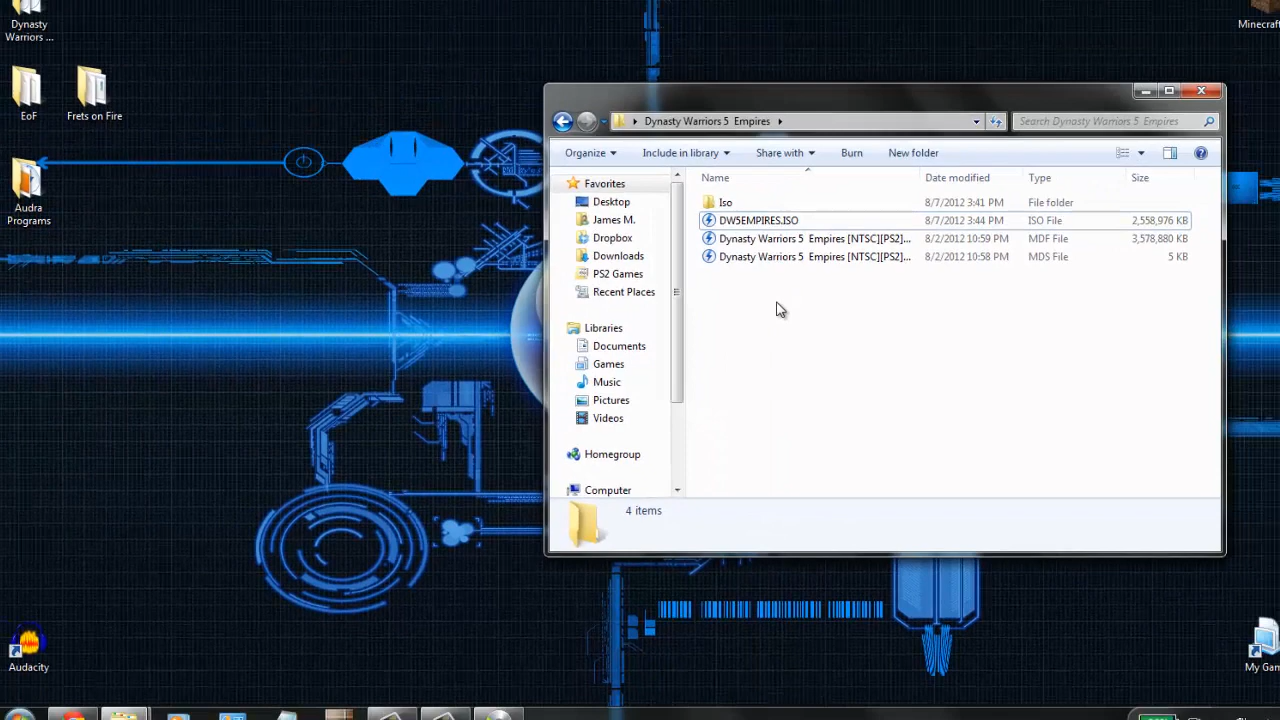 Dynasty
Warriors ...
EoF
Frets on Fire
Audra
Programs
Audacity
Minecraf
My Gam
Dynasty Warriors 5 Empires
Search Dynasty Warriors 5 Empires
Organize
Include in library
Share with
Burn
New folder
Name
Date modified
Type
Size
Favorites
Desktop
James M.
Dropbox
Downloads
PS2 Games
Recent Places
Libraries
Documents
Games
Music
Pictures
Videos
Homegroup
Computer
Iso 8/7/2012 3:41 PM File folder
DW5EMPIRES.ISO 8/7/2012 3:44 PM ISO File 2,558,976 KB
Dynasty Warriors 5 Empires [NTSC][PS2]... 8/2/2012 10:59 PM MDF File 3,578,880 KB
Dynasty Warriors 5 Empires [NTSC][PS2]... 8/2/2012 10:58 PM MDS File 5 KB
4 items